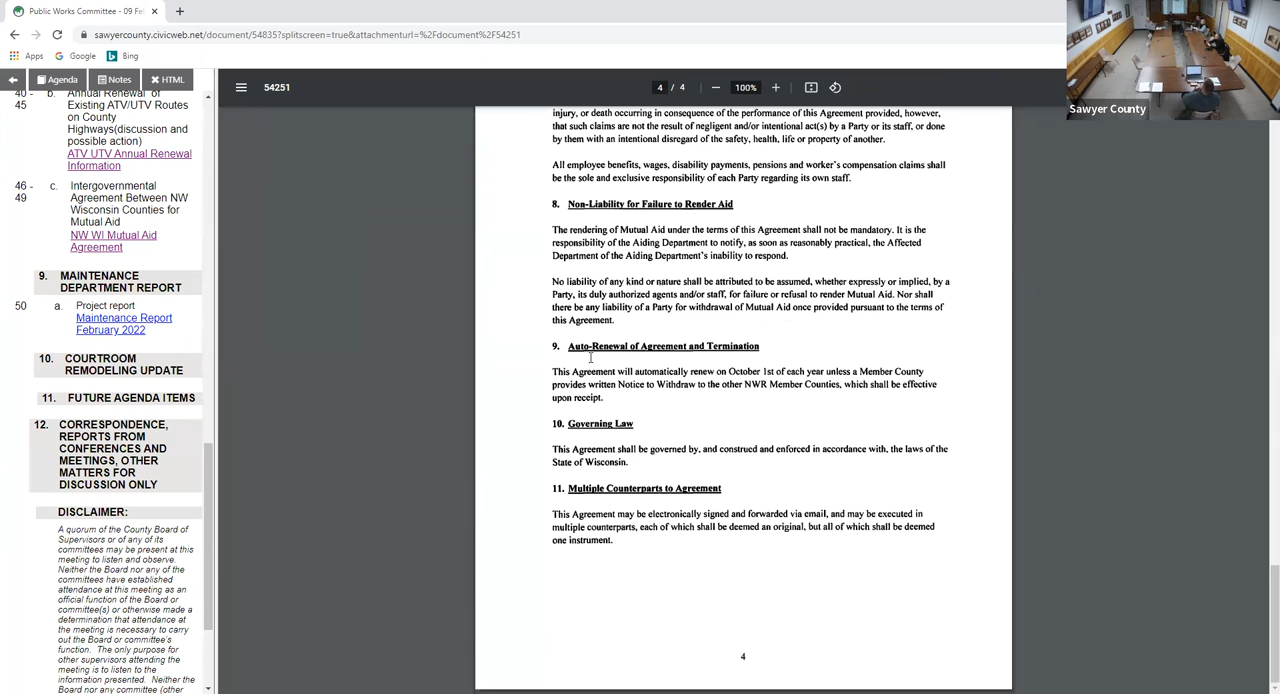 Public Works Committee - 09 Feb
sawyercounty.civicweb.net/document/54835?splitscreen=true&attachmenturl=%2Fdocument%2F54251
Apps Google Bing
Agenda Notes HTML
40 - b. Annual Renewal of
45 Existing ATV/UTV Routes
on County
Highways(discussion and
possible action)
ATV UTV Annual Renewal
Information
46 - c. Intergovernmental
49 Agreement Between NW
Wisconsin Counties for
Mutual Aid
NW WI Mutual Aid
Agreement
9. MAINTENANCE
DEPARTMENT REPORT
50 a. Project report
Maintenance Report
February 2022
10. COURTROOM
REMODELING UPDATE
11. FUTURE AGENDA ITEMS
12. CORRESPONDENCE,
REPORTS FROM
CONFERENCES AND
MEETINGS, OTHER
MATTERS FOR
DISCUSSION ONLY
DISCLAIMER:
A quorum of the County Board of
Supervisors or of any of its
committees may be present at this
meeting to listen and observe.
Neither the Board nor any of the
committees have established
attendance at this meeting as an
official function of the Board or
committee(s) or otherwise made a
determination that attendance at
the meeting is necessary to carry
out the Board or committee's
function. The only purpose for
other supervisors attending the
meeting is to listen to the
information presented. Neither the
Board nor any committee (other
54251
4 / 4
100%
injury, or death occurring in consequence of the performance of this Agreement provided, however,
that such claims are not the result of negligent and/or intentional act(s) by a Party or its staff, or done
by them with an intentional disregard of the safety, health, life or property of another.
All employee benefits, wages, disability payments, pensions and worker's compensation claims shall
be the sole and exclusive responsibility of each Party regarding its own staff.
8. Non-Liability for Failure to Render Aid
The rendering of Mutual Aid under the terms of this Agreement shall not be mandatory. It is the
responsibility of the Aiding Department to notify, as soon as reasonably practical, the Affected
Department of the Aiding Department's inability to respond.
No liability of any kind or nature shall be attributed to be assumed, whether expressly or implied, by a
Party, its duly authorized agents and/or staff, for failure or refusal to render Mutual Aid. Nor shall
there be any liability of a Party for withdrawal of Mutual Aid once provided pursuant to the terms of
this Agreement.
9. Auto-Renewal of Agreement and Termination
This Agreement will automatically renew on October 1st of each year unless a Member County
provides written Notice to Withdraw to the other NWR Member Counties, which shall be effective
upon receipt.
10. Governing Law
This Agreement shall be governed by, and construed and enforced in accordance with, the laws of the
State of Wisconsin.
11. Multiple Counterparts to Agreement
This Agreement may be electronically signed and forwarded via email, and may be executed in
multiple counterparts, each of which shall be deemed an original, but all of which shall be deemed
one instrument.
4
Sawyer County